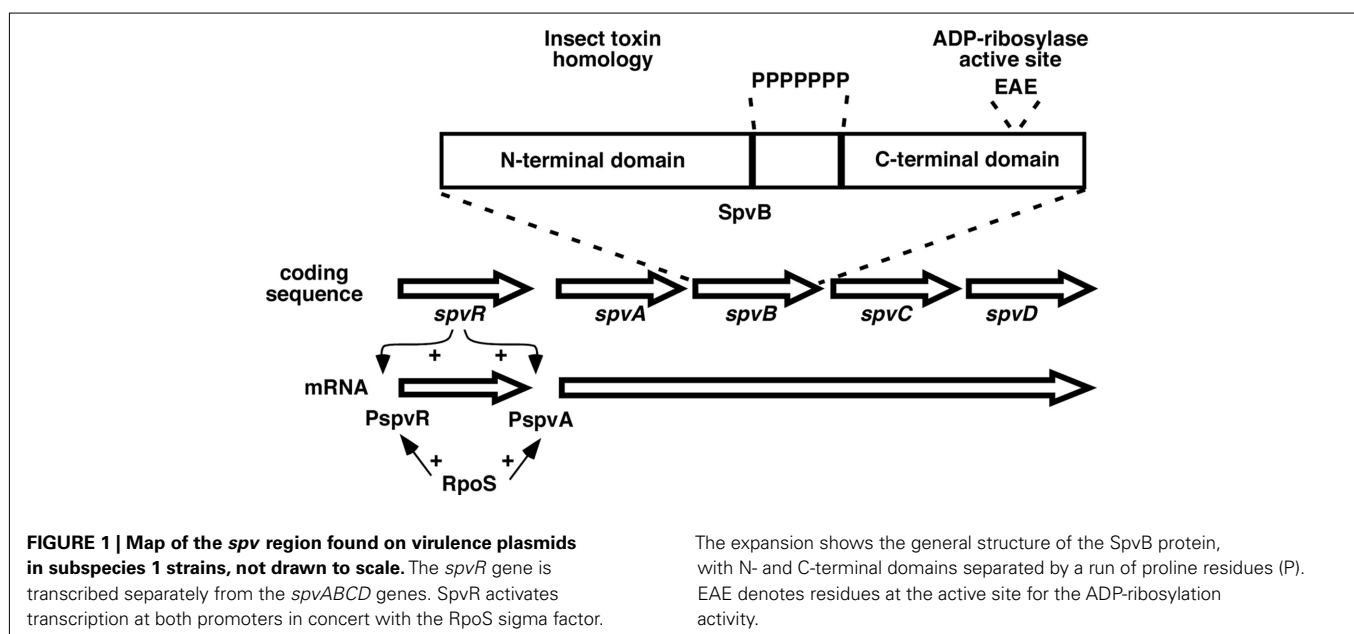 Insect toxin
homology
ADP-ribosylase
active site
PPPPPPP
EAE
N-terminal domain
C-terminal domain
SpvB
coding
sequence
spvR
spvA
spvB
spvC
spvD
+
+
mRNA
PspvR
PspvA
+
+
RpoS
FIGURE 1 | Map of the spv region found on virulence plasmids
in subspecies 1 strains, not drawn to scale. The spvR gene is
transcribed separately from the spvABCD genes. SpvR activates
transcription at both promoters in concert with the RpoS sigma factor.
The expansion shows the general structure of the SpvB protein,
with N- and C-terminal domains separated by a run of proline residues (P).
EAE denotes residues at the active site for the ADP-ribosylation
activity.